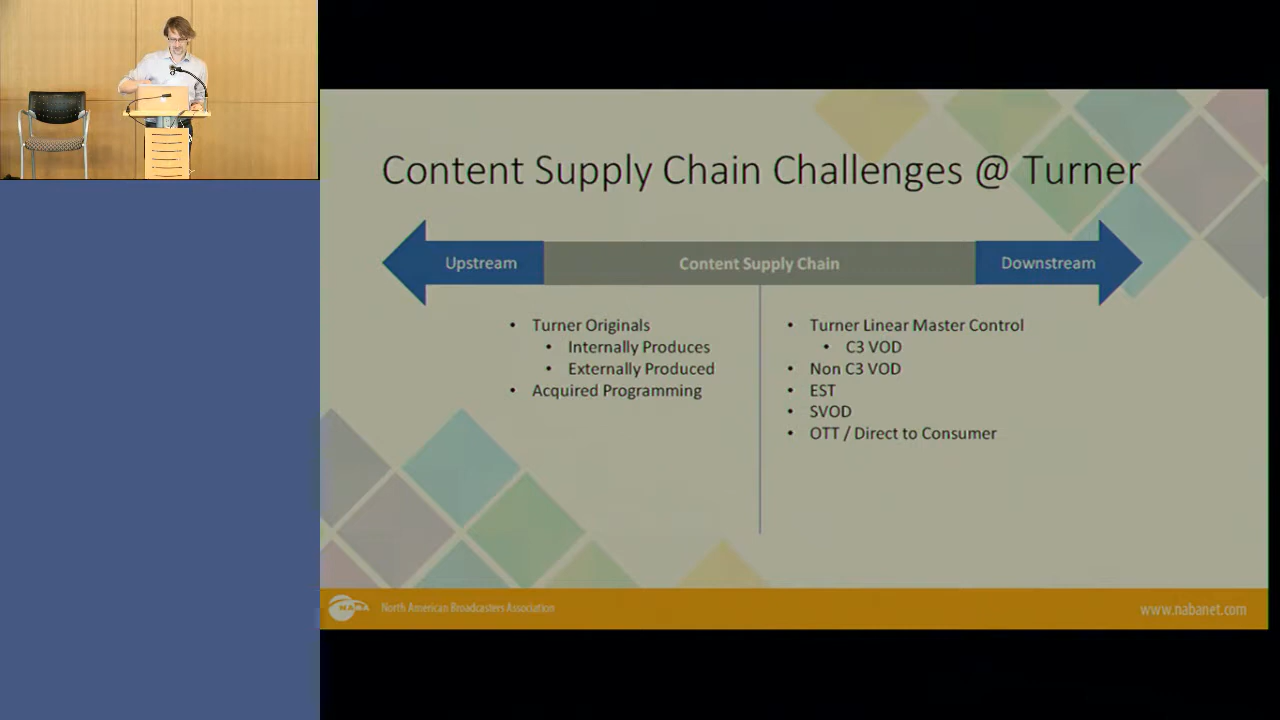 Content Supply Chain Challenges @ Turner
Upstream
Content Supply Chain
Downstream
• Turner Originals
• Internally Produces
• Externally Produced
• Acquired Programming
• Turner Linear Master Control
• C3 VOD
• Non C3 VOD
• EST
• SVOD
• OTT / Direct to Consumer
NABA
North American Broadcasters Association
www.nabanet.com